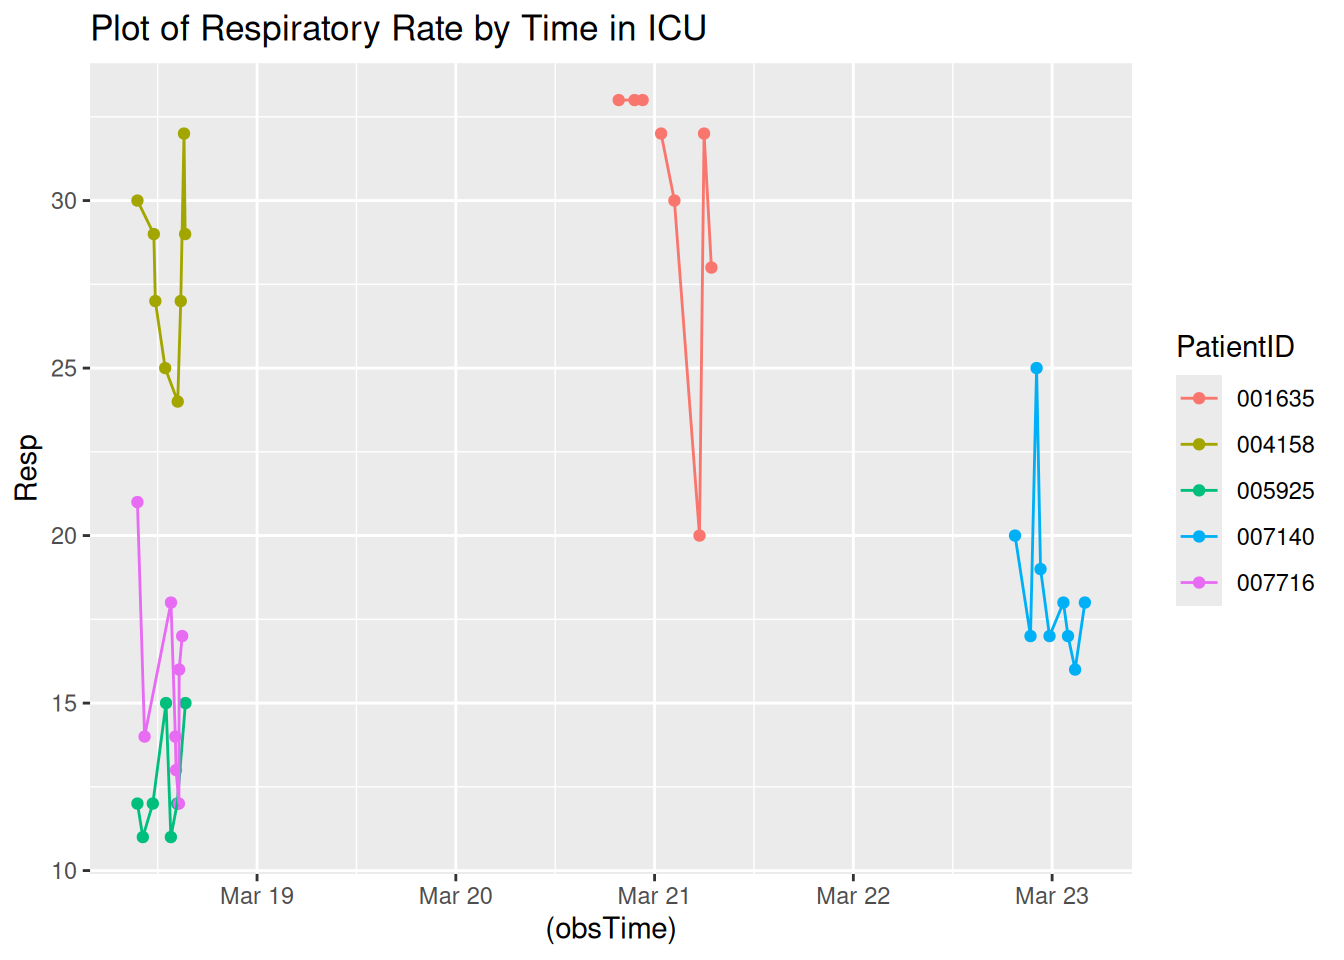 Plot of Respiratory Rate by Time in ICU
30
25
20
15
10
Resp
Mar 19
Mar 20
Mar 21
Mar 22
Mar 23
(obsTime)
PatientID
001635
004158
005925
007140
007716